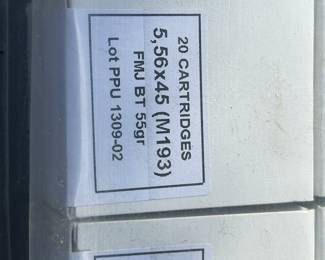 20 CARTRIDGES
5,56x45 (M193)
FMJ BT 55gr
Lot PPU 1309-02